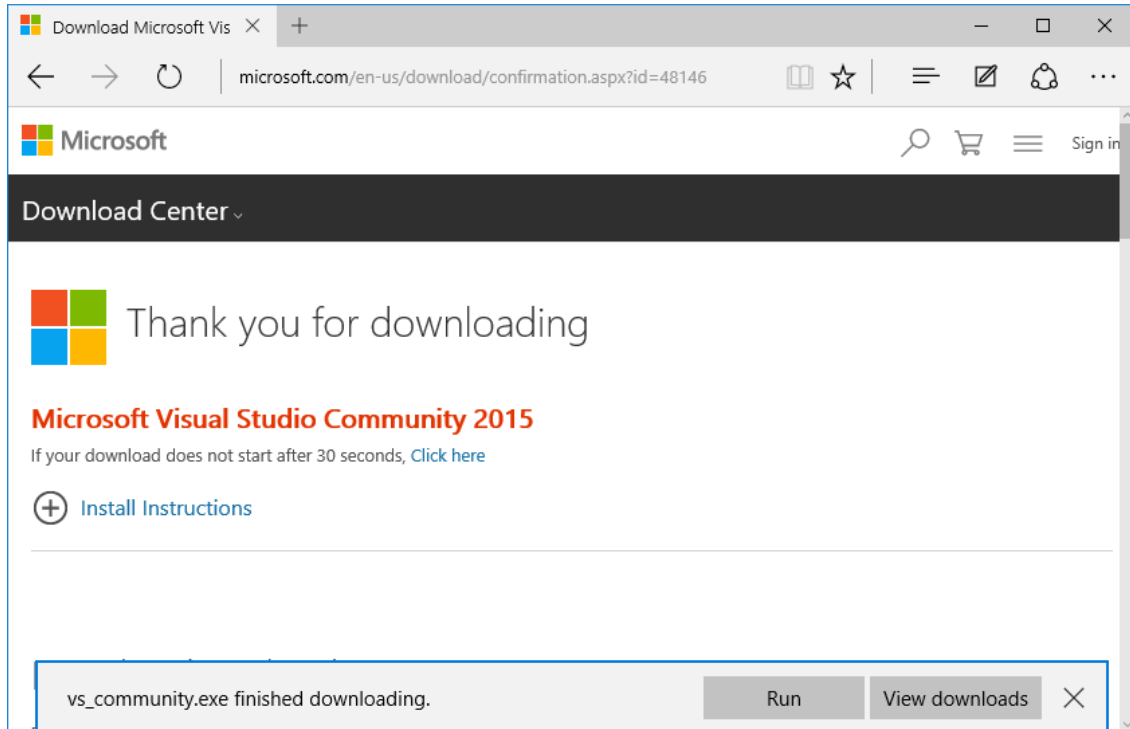 Download Microsoft Vis
microsoft.com/en-us/download/confirmation.aspx?id=48146
Microsoft
Sign in
Download Center
Thank you for downloading
Microsoft Visual Studio Community 2015
If your download does not start after 30 seconds, Click here
Install Instructions
vs_community.exe finished downloading.
Run
View downloads